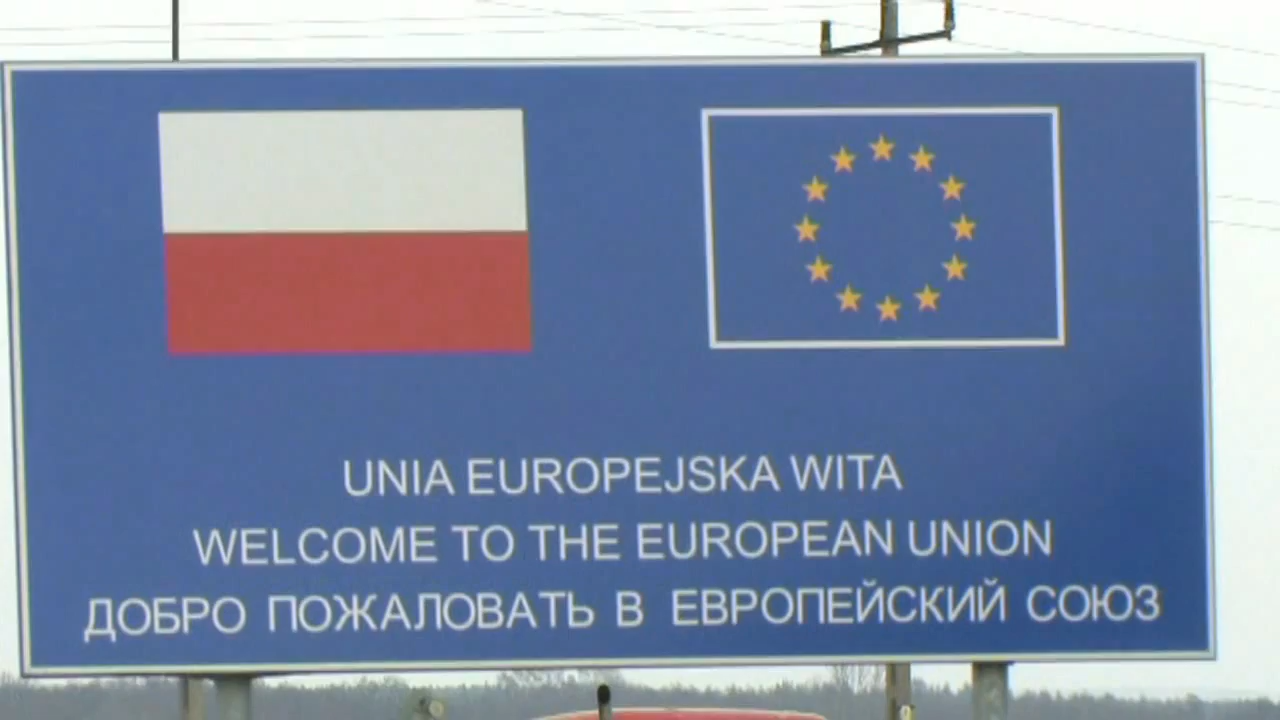 UNIA EUROPEJSKA WITA
WELCOME TO THE EUROPEAN UNION
ДОБРО ПОЖАЛОВАТЬ В ЕВРОПЕЙСКИЙ СОЮЗ